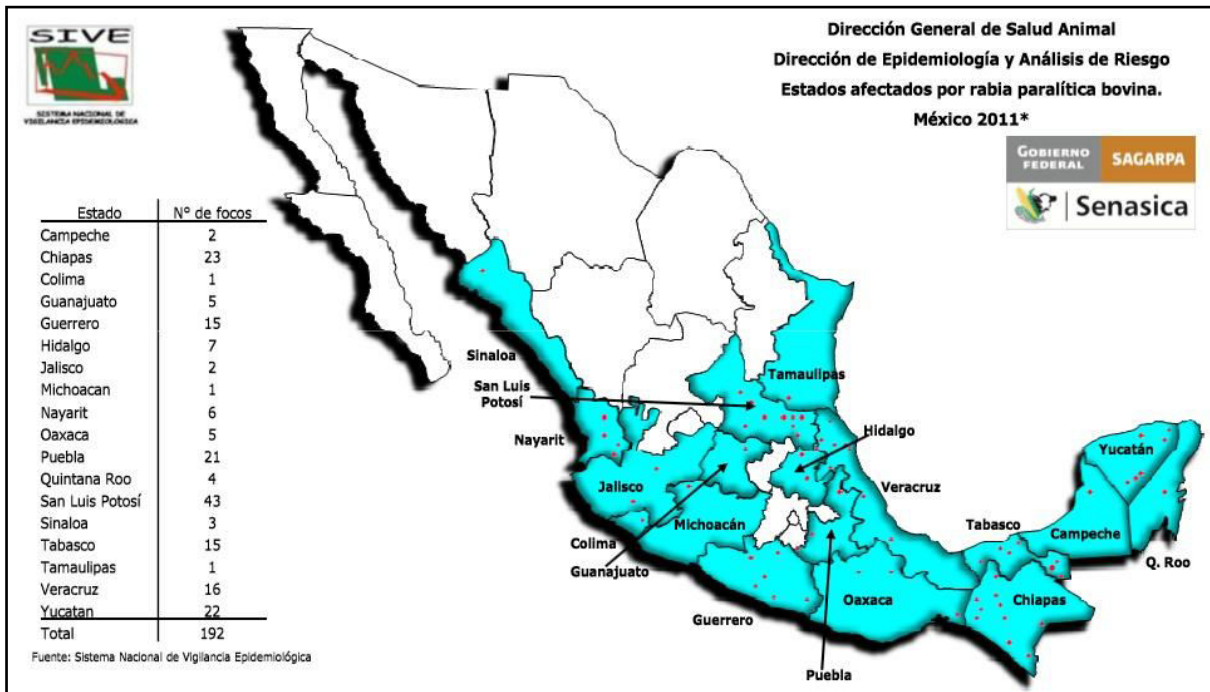 SIVE
SISTEMA NACIONAL DE
VIGILANCIA EPIDEMIOLÓGICA
Dirección General de Salud Animal
Dirección de Epidemiología y Análisis de Riesgo
Estados afectados por rabia paralítica bovina.
México 2011*
GOBIERNO FEDERAL SAGARPA
Senasica
Estado N° de focos
Campeche 2
Chiapas 23
Colima 1
Guanajuato 5
Guerrero 15
Hidalgo 7
Jalisco 2
Michoacan 1
Nayarit 6
Oaxaca 5
Puebla 21
Quintana Roo 4
San Luis Potosí 43
Sinaloa 3
Tabasco 15
Tamaulipas 1
Veracruz 16
Yucatan 22
Total 192
Fuente: Sistema Nacional de Vigilancia Epidemiológica
Sinaloa
San Luis
Potosí
Tamaulipas
Nayarit
Hidalgo
Yucatán
Jalisco
Veracruz
Michoacán
Tabasco
Campeche
Colima
Q. Roo
Guanajuato
Oaxaca
Chiapas
Guerrero
Puebla